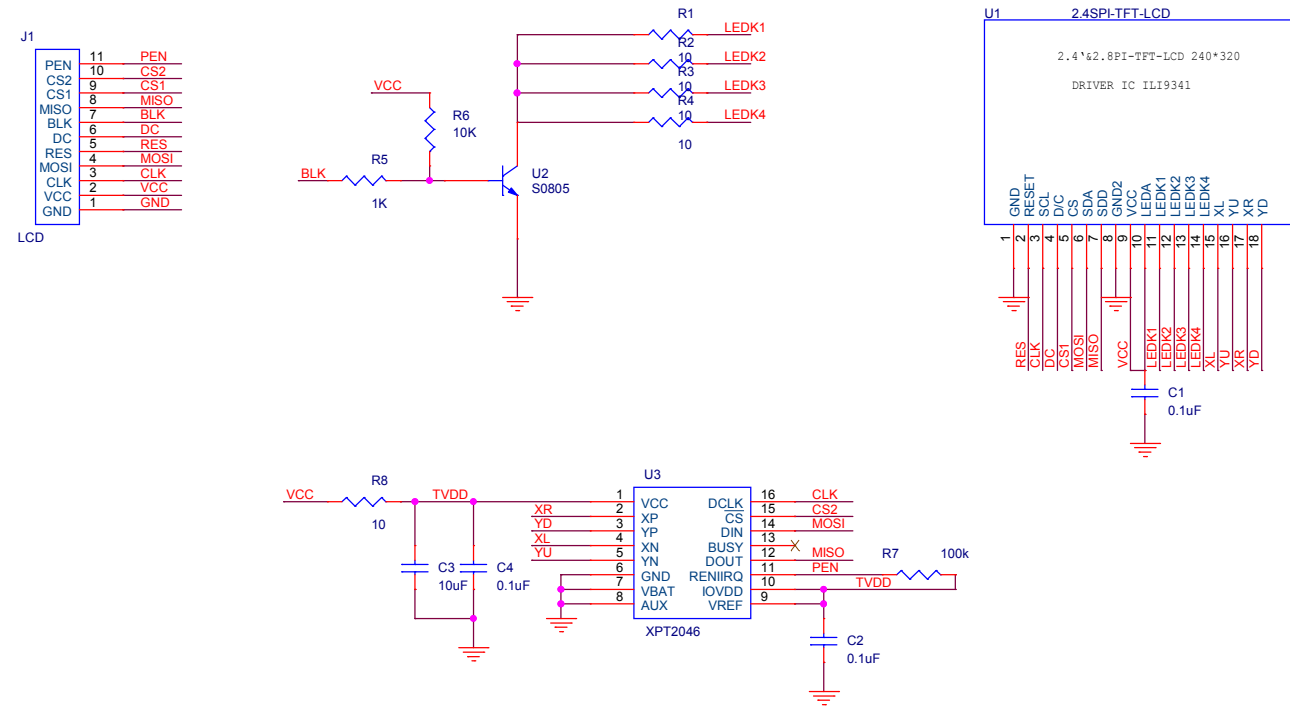 J1
PEN 11 PEN
CS2 10 CS2
CS1 9 CS1
MISO 8 MISO
BLK 7 BLK
DC 6 DC
RES 5 RES
MOSI 4 MOSI
CLK 3 CLK
VCC 2 VCC
GND 1 GND
LCD
R1
LEDK1
R2
10
LEDK2
R3
10
LEDK3
R4
10
LEDK4
10
VCC
R6
10K
BLK
R5
1K
U2
S0805
U1
2.4SPI-TFT-LCD
2.4'&2.8PI-TFT-LCD 240*320
DRIVER IC ILI9341
GND
RESET
SCL
D/C
CS
SDA
SDD
GND2
VCC
LEDA
LEDK1
LEDK2
LEDK3
LEDK4
XL
YU
XR
YD
1
2
3
4
5
6
7
8
9
10
11
12
13
14
15
16
17
18
RES
CLK
DC
CS1
MOSI
MISO
VCC
LEDK1
LEDK2
LEDK3
LEDK4
XL
YU
XR
YD
C1
0.1uF
VCC
R8
10
TVDD
C3
10uF
C4
0.1uF
U3
1 VCC
XR 2 XP
YD 3 YP
XL 4 XN
YU 5 YN
6 GND
7 VBAT
8 AUX
DCLK 16 CLK
CS 15 CS2
DIN 14 MOSI
BUSY 13
DOUT 12 MISO
RENIIRQ 11 PEN
IOVDD 10 TVDD
VREF 9
XPT2046
R7
100k
C2
0.1uF